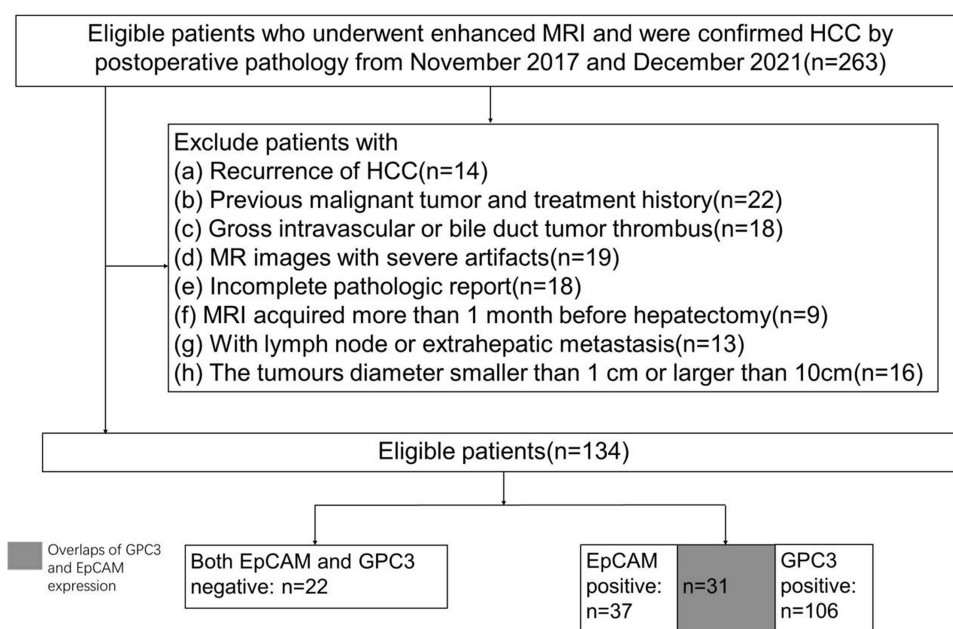 Eligible patients who underwent enhanced MRI and were confirmed HCC by
postoperative pathology from November 2017 and December 2021(n=263)
Exclude patients with
(a) Recurrence of HCC(n=14)
(b) Previous malignant tumor and treatment history(n=22)
(c) Gross intravascular or bile duct tumor thrombus(n=18)
(d) MR images with severe artifacts(n=19)
(e) Incomplete pathologic report(n=18)
(f) MRI acquired more than 1 month before hepatectomy(n=9)
(g) With lymph node or extrahepatic metastasis(n=13)
(h) The tumours diameter smaller than 1 cm or larger than 10cm(n=16)
Eligible patients(n=134)
Overlaps of GPC3
and EpCAM
expression
Both EpCAM and GPC3
negative: n=22
EpCAM
positive:
n=37
n=31
GPC3
positive:
n=106